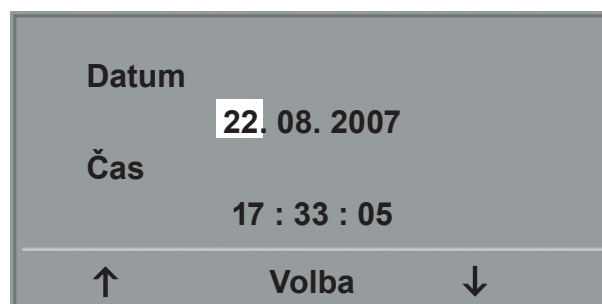 Datum
22. 08. 2007
Čas
17 : 33 : 05
↑ Volba ↓